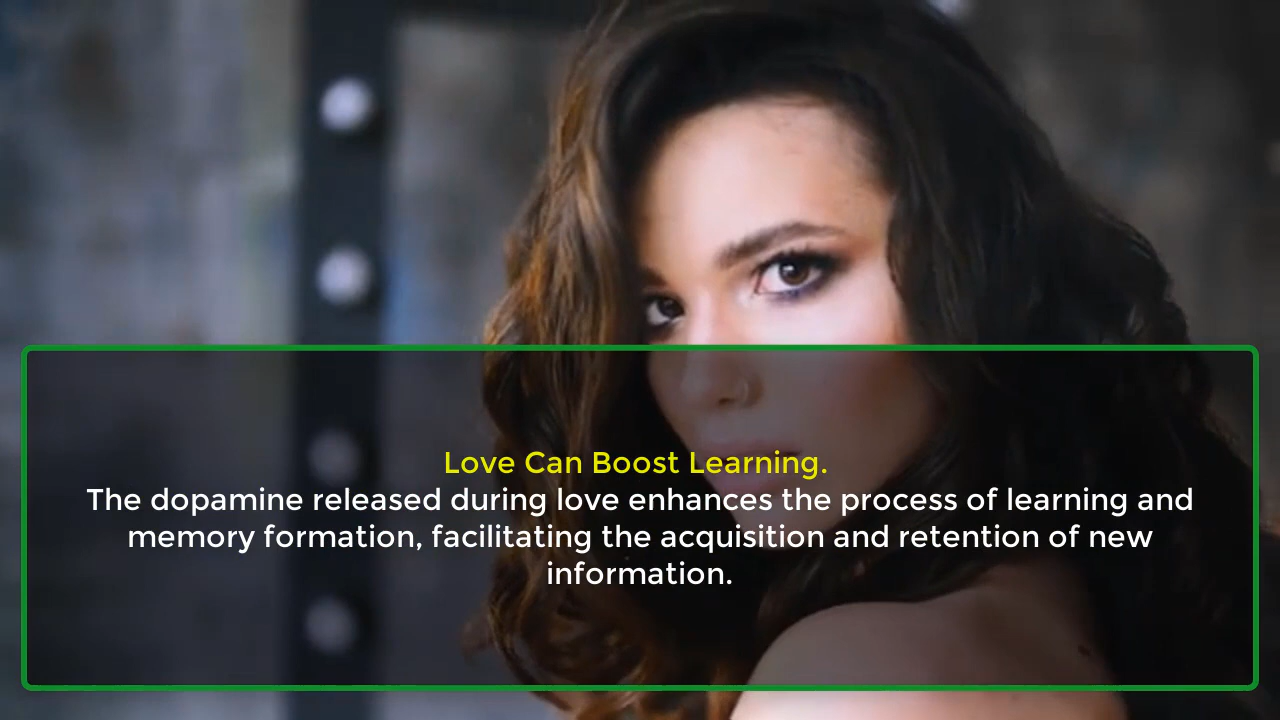 Love Can Boost Learning.
The dopamine released during love enhances the process of learning and
memory formation, facilitating the acquisition and retention of new
information.